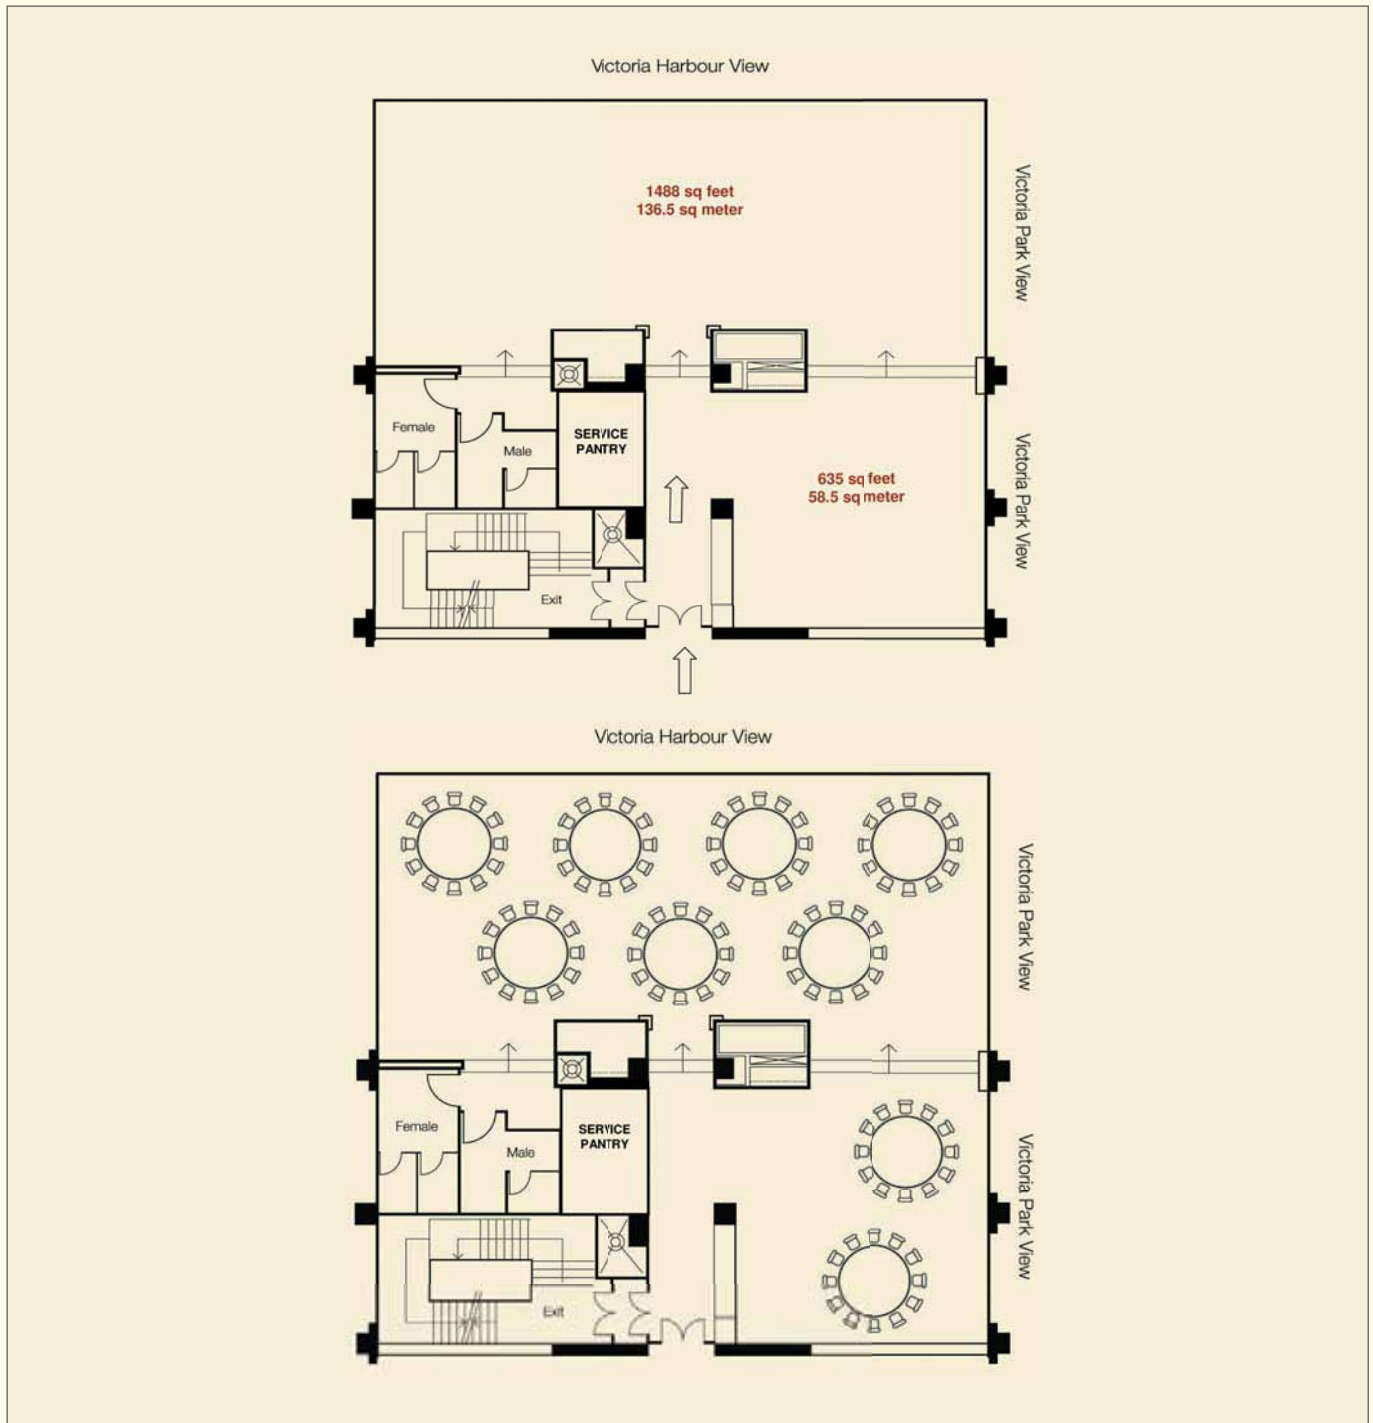 Victoria Harbour View
1488 sq feet
136.5 sq meter
Victoria Park View
Female
Male
SERVICE
PANTRY
635 sq feet
58.5 sq meter
Victoria Park View
Exit
Victoria Harbour View
Victoria Park View
Female
Male
SERVICE
PANTRY
Victoria Park View
Exit